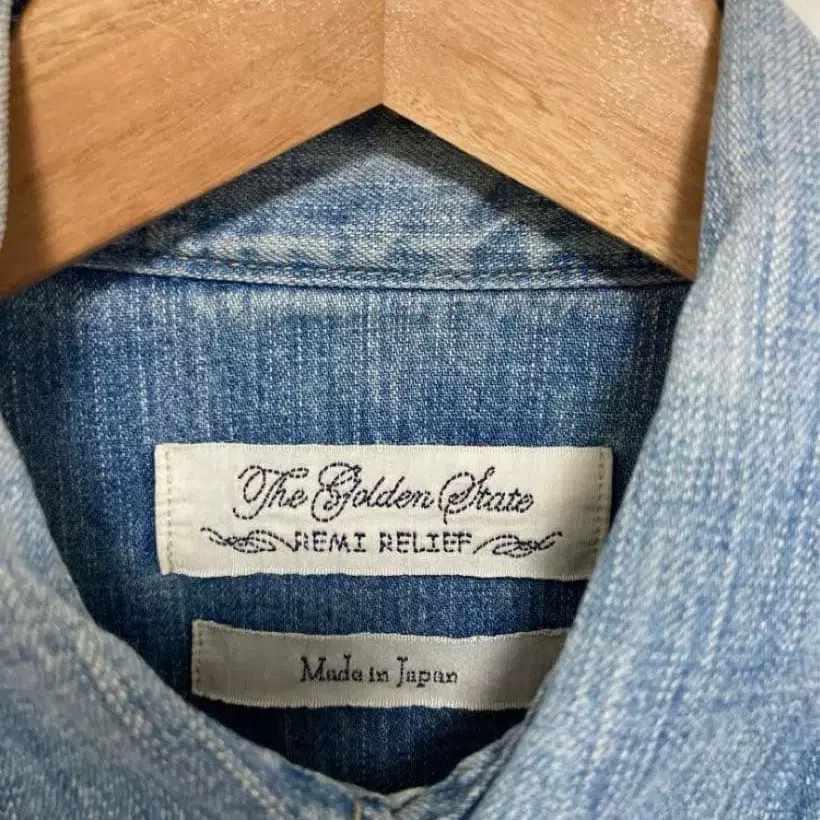 The Golden State
REMI RELIEF
Made in Japan